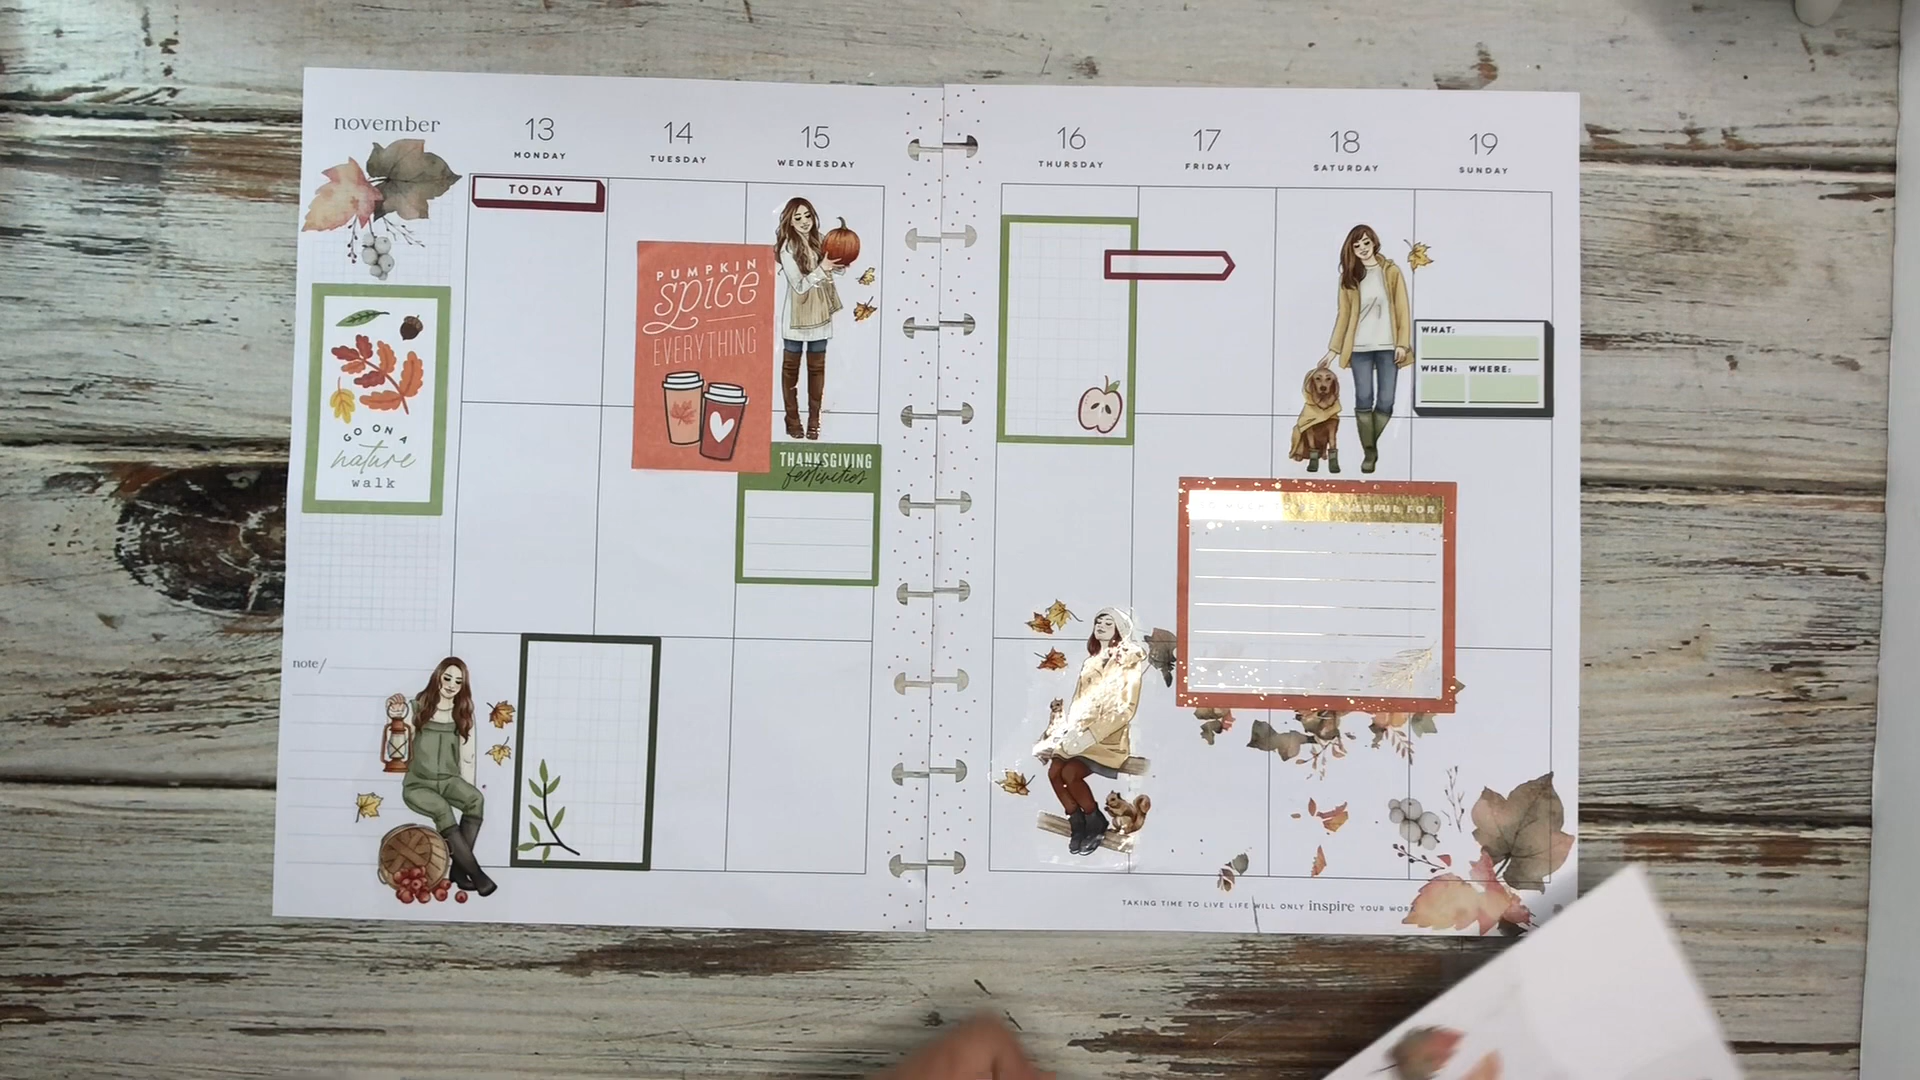 november
13
MONDAY
14
TUESDAY
15
WEDNESDAY
16
THURSDAY
17
FRIDAY
18
SATURDAY
19
SUNDAY
TODAY
PUMPKIN
spice
EVERYTHING
GO ON A
nature
walk
THANKSGIVING
festivities
WHAT:
WHEN: WHERE:
FOR
note/
TAKING TIME TO LIVE LIFE WILL ONLY inspire YOUR